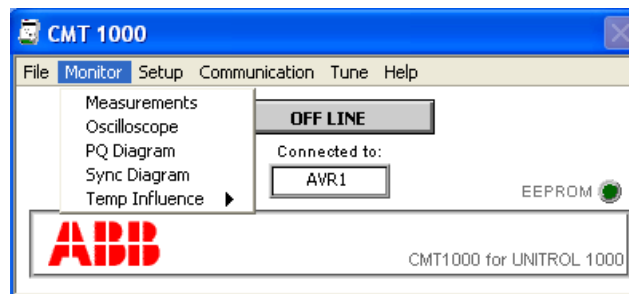 CMT 1000
File Monitor Setup Communication Tune Help
Measurements
Oscilloscope
PQ Diagram
Sync Diagram
Temp Influence
OFF LINE
Connected to:
AVR1
EEPROM
ABB
CMT1000 for UNITROL 1000